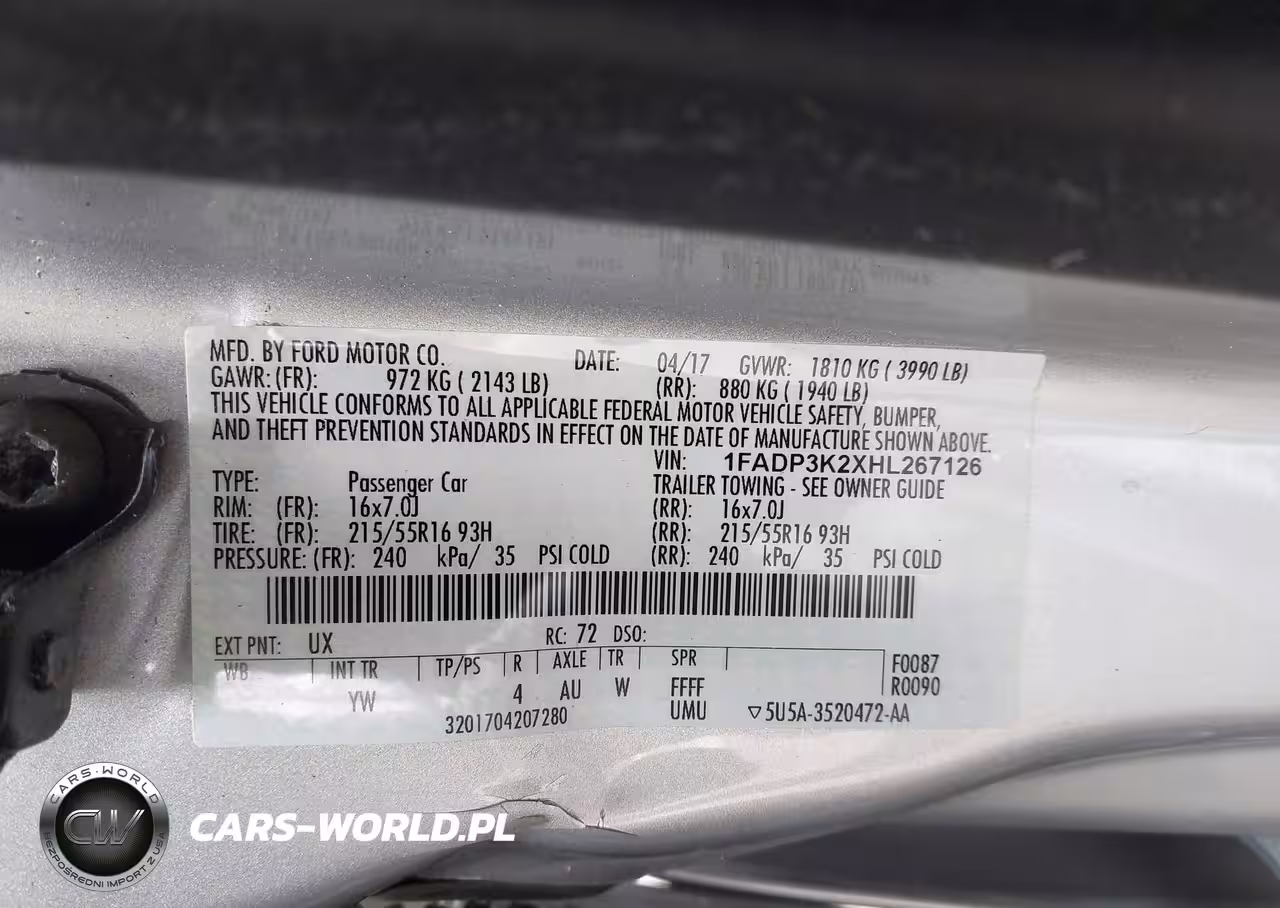 MFD. BY FORD MOTOR CO. DATE: 04/17 GVWR: 1810 KG ( 3990 LB)
GAWR: (FR): 972 KG ( 2143 LB) (RR): 880 KG ( 1940 LB)
THIS VEHICLE CONFORMS TO ALL APPLICABLE FEDERAL MOTOR VEHICLE SAFETY, BUMPER,
AND THEFT PREVENTION STANDARDS IN EFFECT ON THE DATE OF MANUFACTURE SHOWN ABOVE.
VIN: 1FADP3K2XHL267126
TYPE: Passenger Car TRAILER TOWING - SEE OWNER GUIDE
RIM: (FR): 16x7.0J (RR): 16x7.0J
TIRE: (FR): 215/55R16 93H (RR): 215/55R16 93H
PRESSURE: (FR): 240 kPa/ 35 PSI COLD (RR): 240 kPa/ 35 PSI COLD
EXT PNT: UX RC: 72 DSO:
WB INT TR TP/PS R AXLE TR SPR F0087
YW 4 AU W FFFF R0090
3201704207280 UMU ▽5U5A-3520472-AA
CARS-WORLD
CW
BEZPOŚREDNI IMPORT Z USA
CARS-WORLD.PL